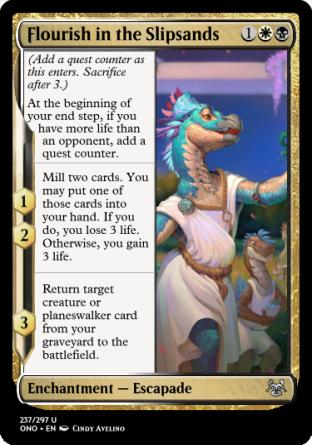 Flourish in the Slipsands 1
(Add a quest counter as
this enters. Sacrifice
after 3.)
At the beginning of
your end step, if you
have more life than
an opponent, add a
quest counter.
1
2
Mill two cards. You
may put one of
those cards into
your hand. If you
do, you lose 3 life.
Otherwise, you gain
3 life.
3
Return target
creature or
planeswalker card
from your
graveyard to the
battlefield.
Enchantment — Escapade
237/297 U
ONO • EN Cindy Avelino